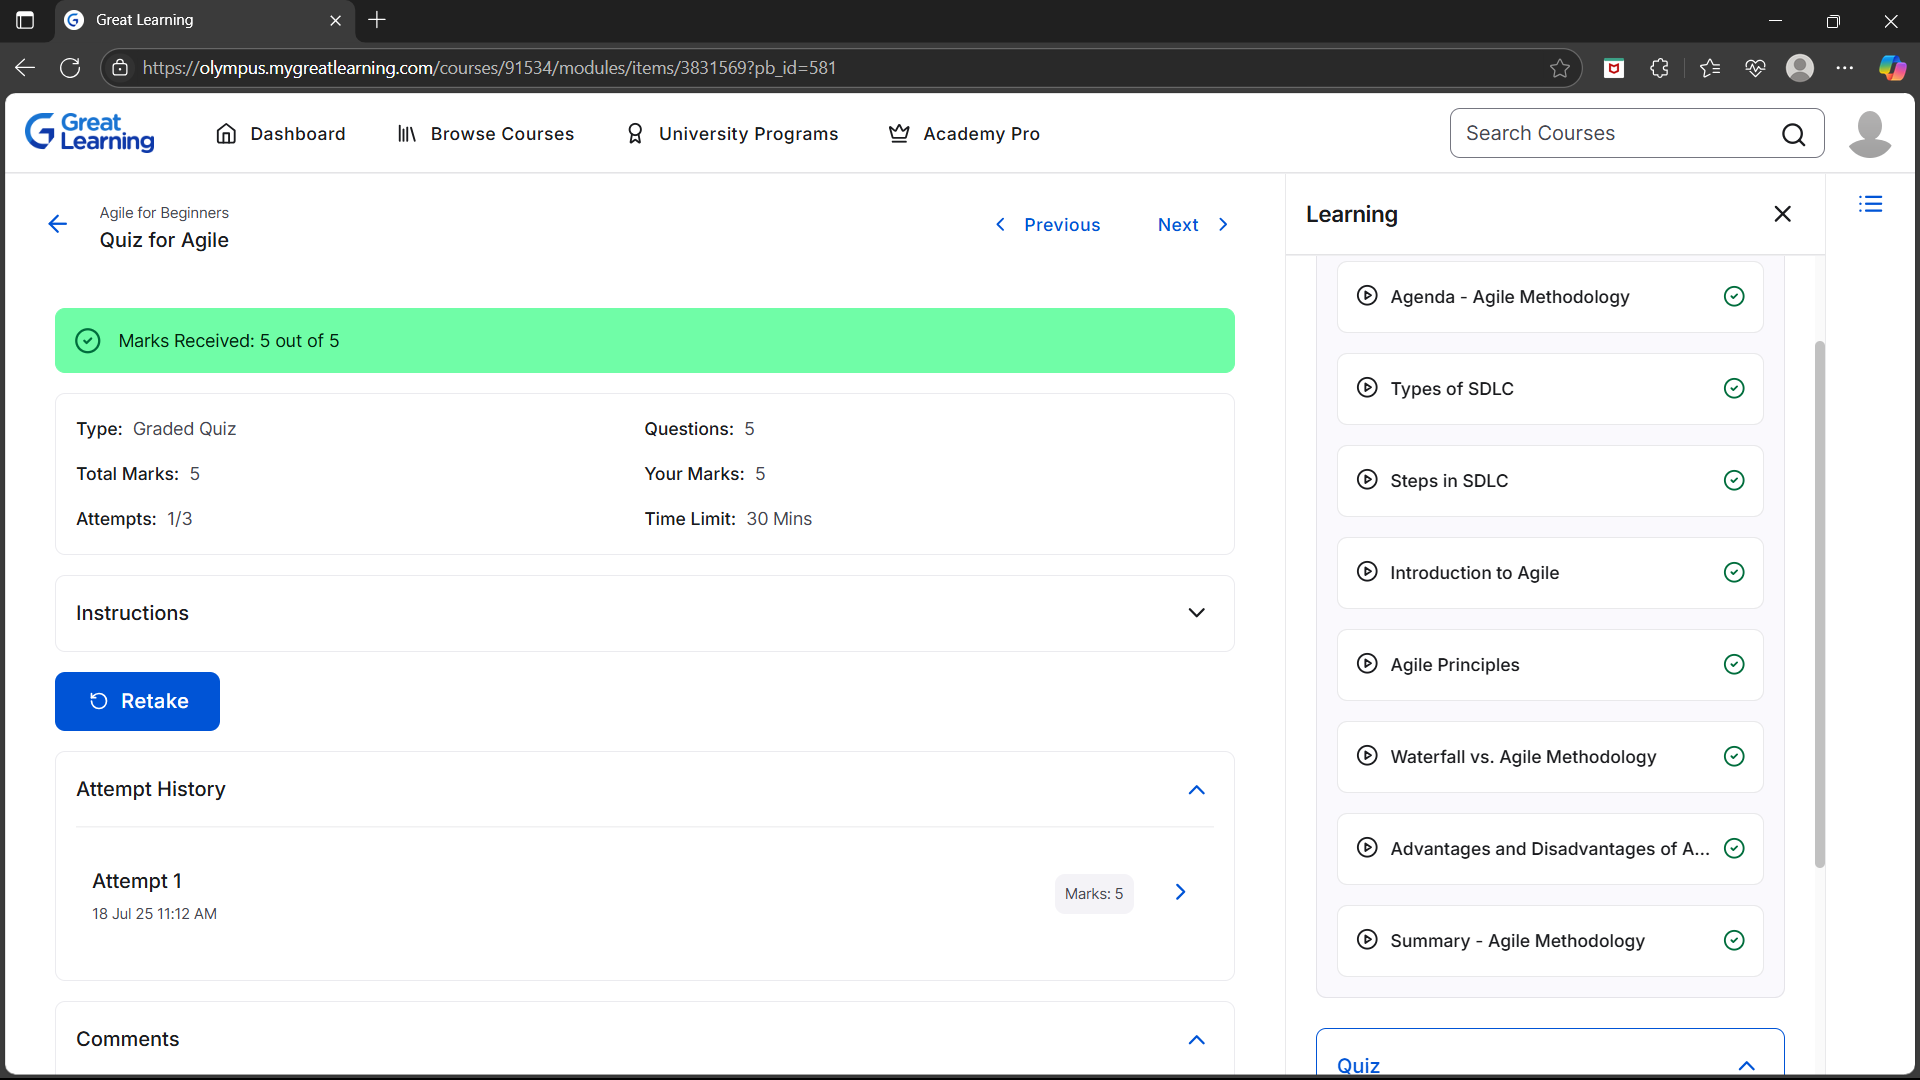 Great Learning
https://olympus.mygreatlearning.com/courses/91534/modules/items/3831569?pb_id=581
Great
Learning
Dashboard
Browse Courses
University Programs
Academy Pro
Search Courses
Agile for Beginners
Quiz for Agile
Previous
Next
Marks Received: 5 out of 5
Type: Graded Quiz
Questions: 5
Total Marks: 5
Your Marks: 5
Attempts: 1/3
Time Limit: 30 Mins
Instructions
Retake
Attempt History
Attempt 1
18 Jul 25 11:12 AM
Marks: 5
Comments
Learning
Agenda - Agile Methodology
Types of SDLC
Steps in SDLC
Introduction to Agile
Agile Principles
Waterfall vs. Agile Methodology
Advantages and Disadvantages of A...
Summary - Agile Methodology
Quiz